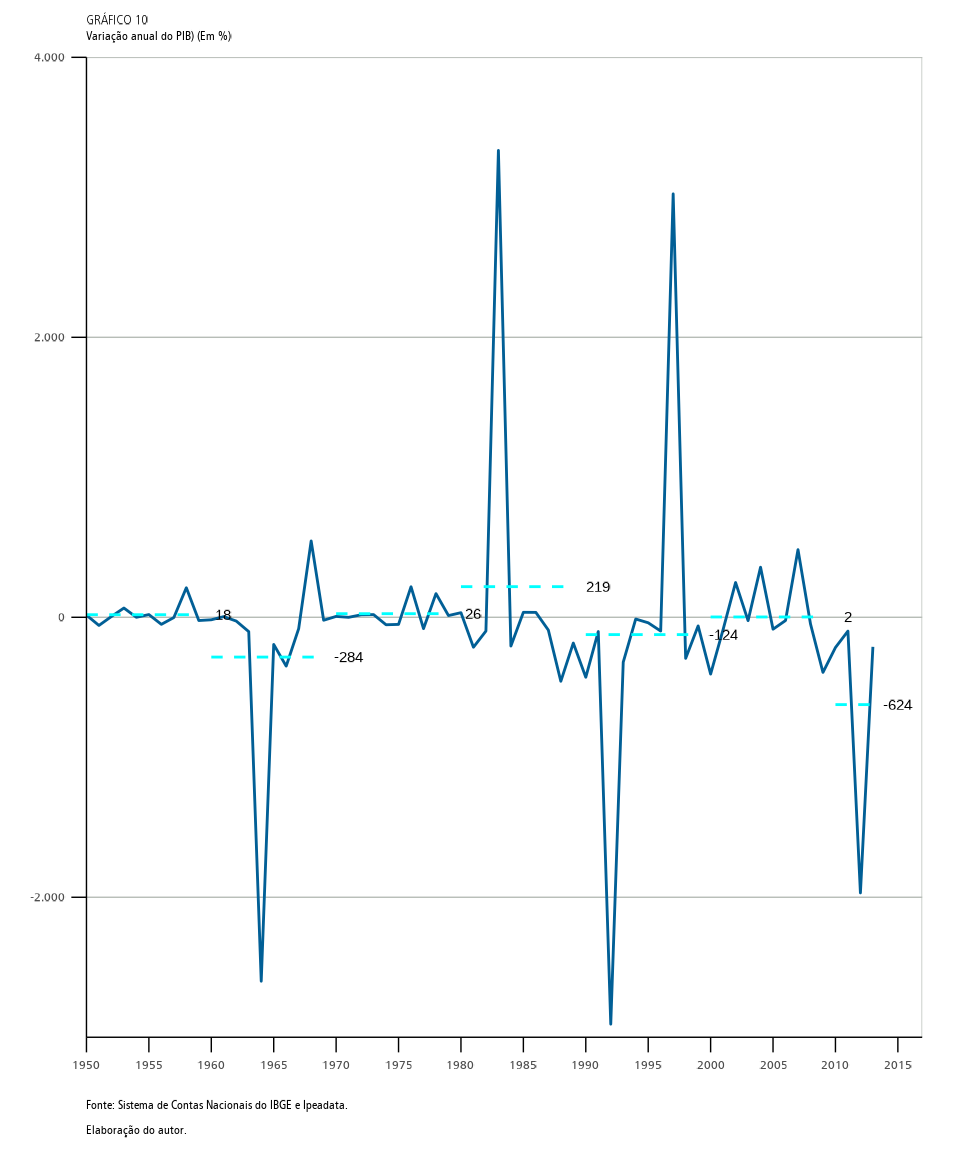 GRÁFICO 10
Variação anual do PIB) (Em %)
4.000
2.000
219
0
18
26
2
-124
-284
-624
-2.000
1950 1955 1960 1965 1970 1975 1980 1985 1990 1995 2000 2005 2010 2015
Fonte: Sistema de Contas Nacionais do IBGE e Ipeadata.
Elaboração do autor.